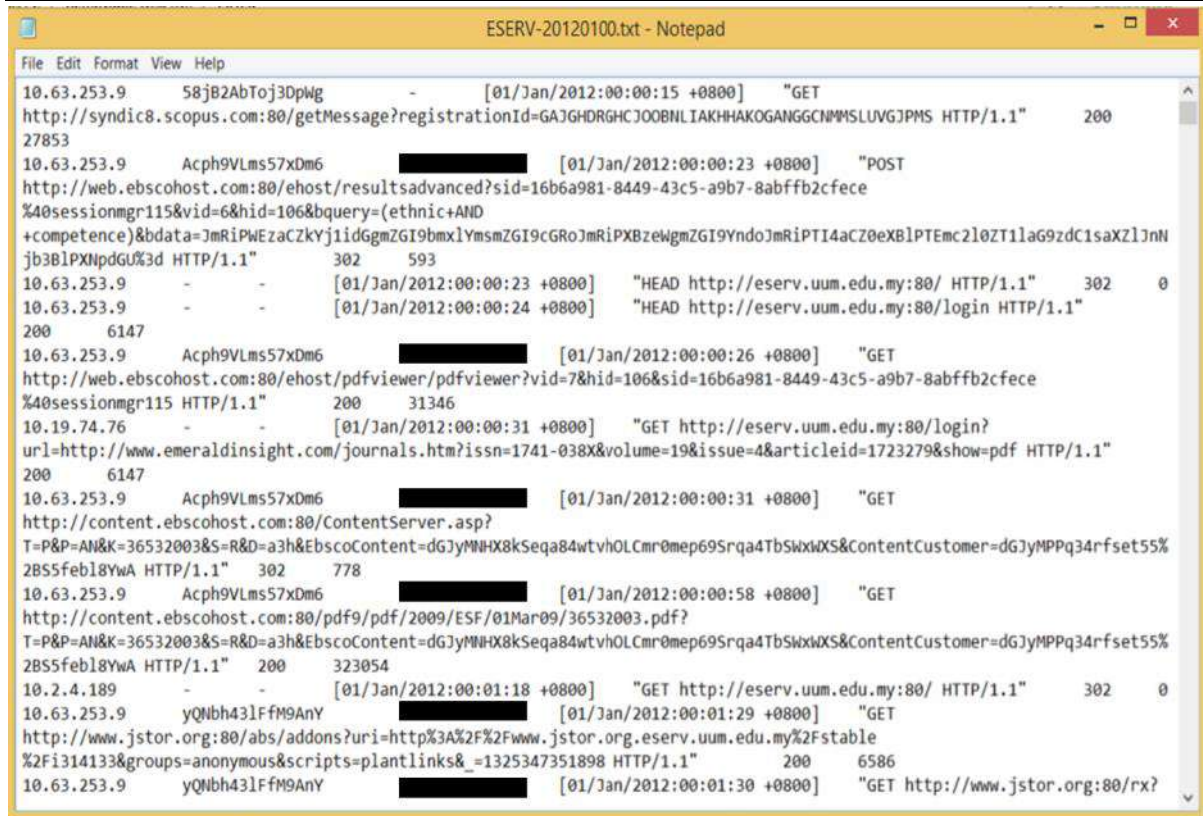 ESERV-20120100.txt - Notepad
File Edit Format View Help
10.63.253.9 58jB2AbToj3DpWg - [01/Jan/2012:00:00:15 +0800] "GET
http://syndic8.scopus.com:80/getMessage?registrationId=GAJGHDRGHCJOOBNLIAKHHAKOGANGGCNMMSLUVGJPMS HTTP/1.1" 200
27853
10.63.253.9 Acph9VLms57xDm6 [01/Jan/2012:00:00:23 +0800] "POST
http://web.ebscohost.com:80/ehost/resultsadvanced?sid=16b6a981-8449-43c5-a9b7-8abffb2cfece
%40sessionmgr115&vid=6&hid=106&bquery=(ethnic+AND
+competence)&bdata=JmRiPWEzaCZkYj1idGgmZGI9bmxlYmsmZGI9cGRoJmRiPXBzeWgmZGI9YndoJmRiPTI4aCZ0eXBlPTEmc2l0ZT1laG9zdC1saXZlJnN
jb3BlPXNpdGU%3d HTTP/1.1" 302 593
10.63.253.9 - - [01/Jan/2012:00:00:23 +0800] "HEAD http://eserv.uum.edu.my:80/ HTTP/1.1" 302 0
10.63.253.9 - - [01/Jan/2012:00:00:24 +0800] "HEAD http://eserv.uum.edu.my:80/login HTTP/1.1"
200 6147
10.63.253.9 Acph9VLms57xDm6 [01/Jan/2012:00:00:26 +0800] "GET
http://web.ebscohost.com:80/ehost/pdfviewer/pdfviewer?vid=7&hid=106&sid=16b6a981-8449-43c5-a9b7-8abffb2cfece
%40sessionmgr115 HTTP/1.1" 200 31346
10.19.74.76 - - [01/Jan/2012:00:00:31 +0800] "GET http://eserv.uum.edu.my:80/login?
url=http://www.emeraldinsight.com/journals.htm?issn=1741-038X&volume=19&issue=4&articleid=1723279&show=pdf HTTP/1.1"
200 6147
10.63.253.9 Acph9VLms57xDm6 [01/Jan/2012:00:00:31 +0800] "GET
http://content.ebscohost.com:80/ContentServer.asp?
T=P&P=AN&K=36532003&S=R&D=a3h&EbscoContent=dGJyMNHX8kSeqa84wtvhOLCmr0mep69Srqa4TbSWxWXS&ContentCustomer=dGJyMPPq34rfset55%
2BS5febl8YwA HTTP/1.1" 302 778
10.63.253.9 Acph9VLms57xDm6 [01/Jan/2012:00:00:58 +0800] "GET
http://content.ebscohost.com:80/pdf9/pdf/2009/ESF/01Mar09/36532003.pdf?
T=P&P=AN&K=36532003&S=R&D=a3h&EbscoContent=dGJyMNHX8kSeqa84wtvhOLCmr0mep69Srqa4TbSWxWXS&ContentCustomer=dGJyMPPq34rfset55%
2BS5febl8YwA HTTP/1.1" 200 323054
10.2.4.189 - - [01/Jan/2012:00:01:18 +0800] "GET http://eserv.uum.edu.my:80/ HTTP/1.1" 302 0
10.63.253.9 yQNbh43lFfM9AnY [01/Jan/2012:00:01:29 +0800] "GET
http://www.jstor.org:80/abs/addons?uri=http%3A%2F%2Fwww.jstor.org.eserv.uum.edu.my%2Fstable
%2Fi314133&groups=anonymous&scripts=plantlinks&_=1325347351898 HTTP/1.1" 200 6586
10.63.253.9 yQNbh43lFfM9AnY [01/Jan/2012:00:01:30 +0800] "GET http://www.jstor.org:80/rx?